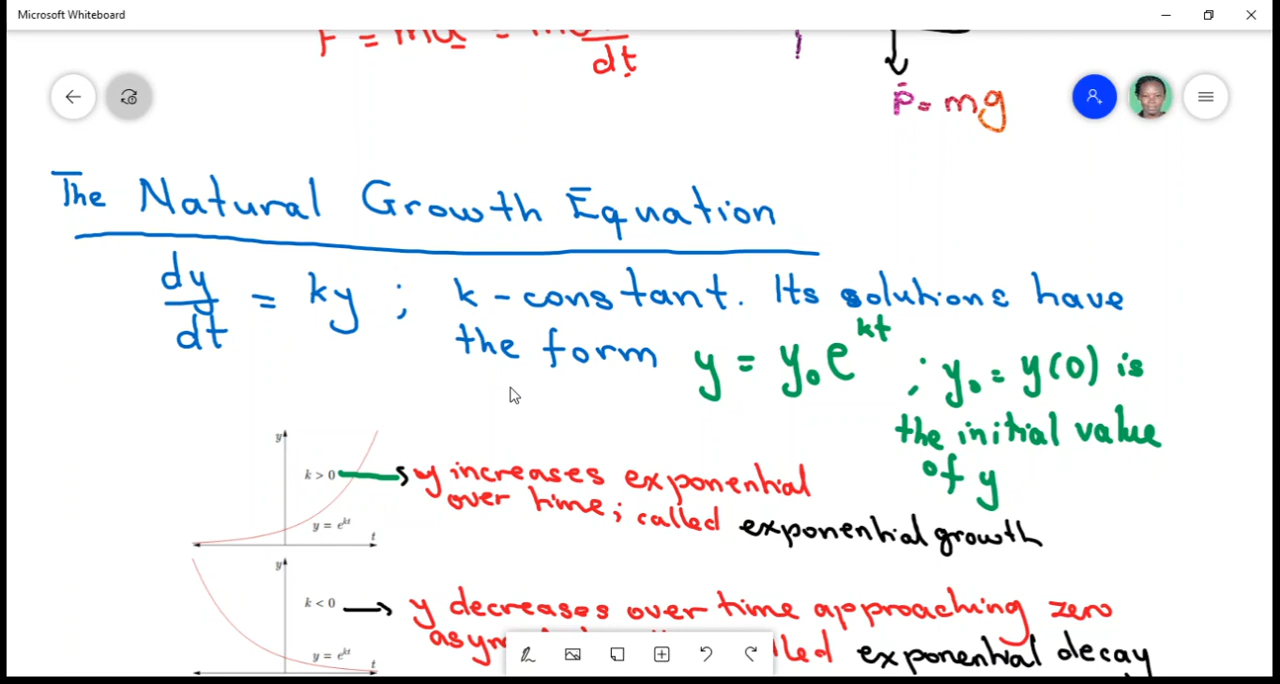 Microsoft Whiteboard
dt
p = mg
The Natural Growth Equation
dy/dt = ky ; k - constant. Its solutions have
the form y = y₀e^kt ; y₀ = y(0) is
the initial value
of y
y
k > 0
y = e^kt
t
y increases exponential
over time; called exponential growth
y
k < 0
y = e^kt
t
y decreases over time approaching zero
exponential decay